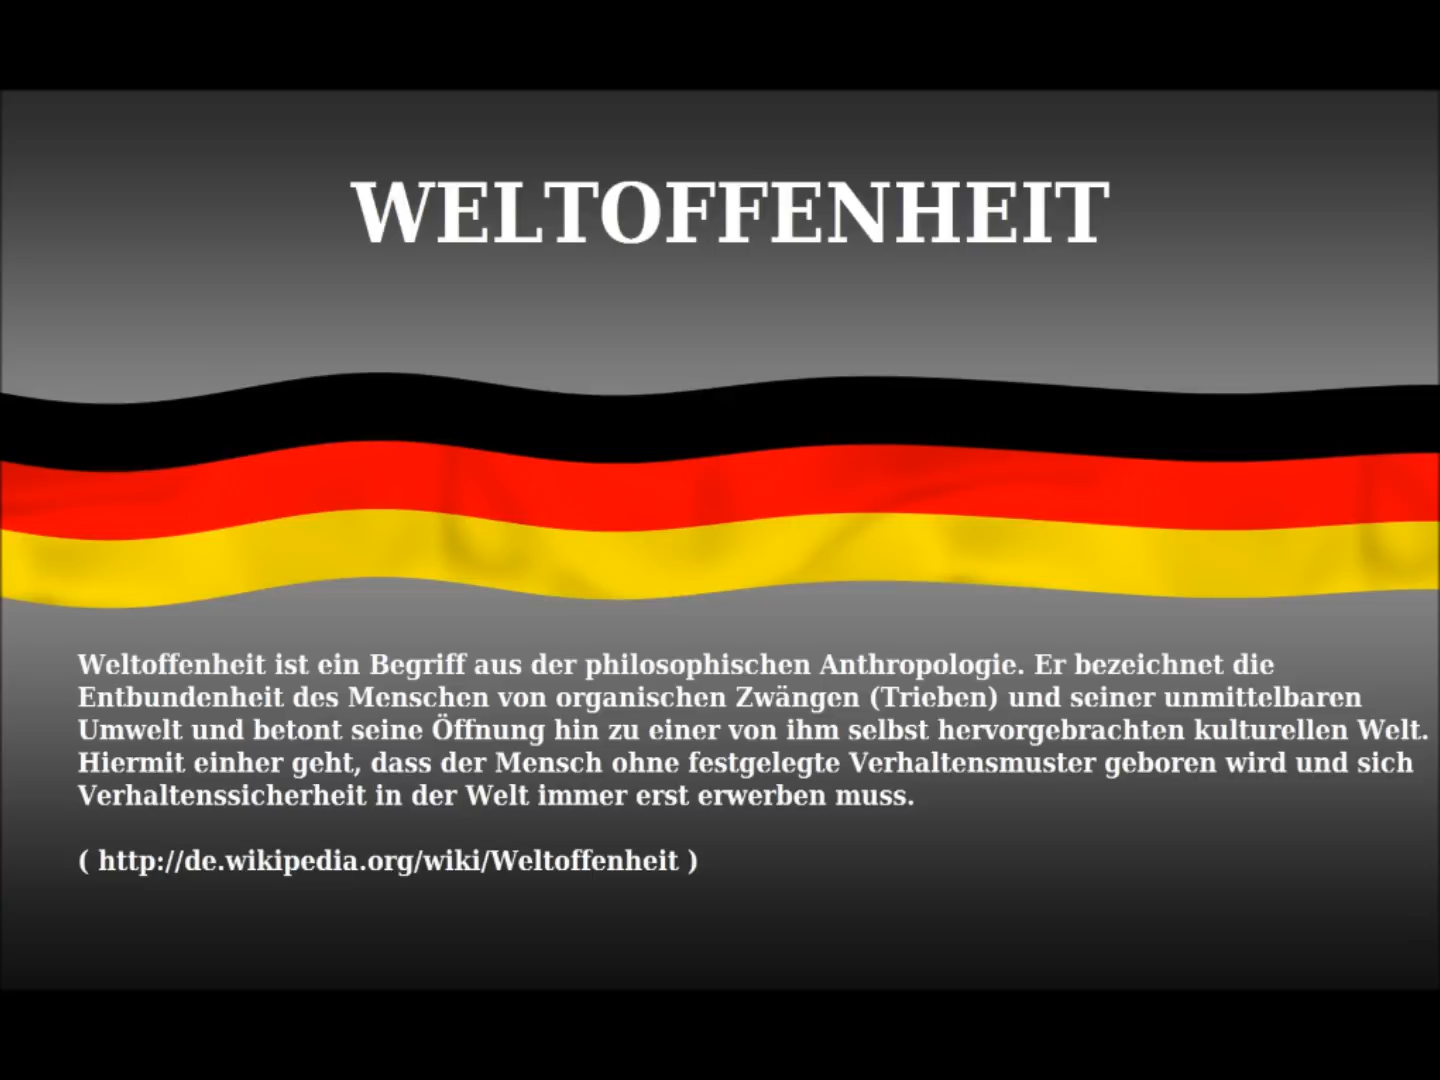 WELTOFFENHEIT
Weltoffenheit ist ein Begriff aus der philosophischen Anthropologie. Er bezeichnet die
Entbundenheit des Menschen von organischen Zwängen (Trieben) und seiner unmittelbaren
Umwelt und betont seine Öffnung hin zu einer von ihm selbst hervorgebrachten kulturellen Welt.
Hiermit einher geht, dass der Mensch ohne festgelegte Verhaltensmuster geboren wird und sich
Verhaltenssicherheit in der Welt immer erst erwerben muss.
( http://de.wikipedia.org/wiki/Weltoffenheit )